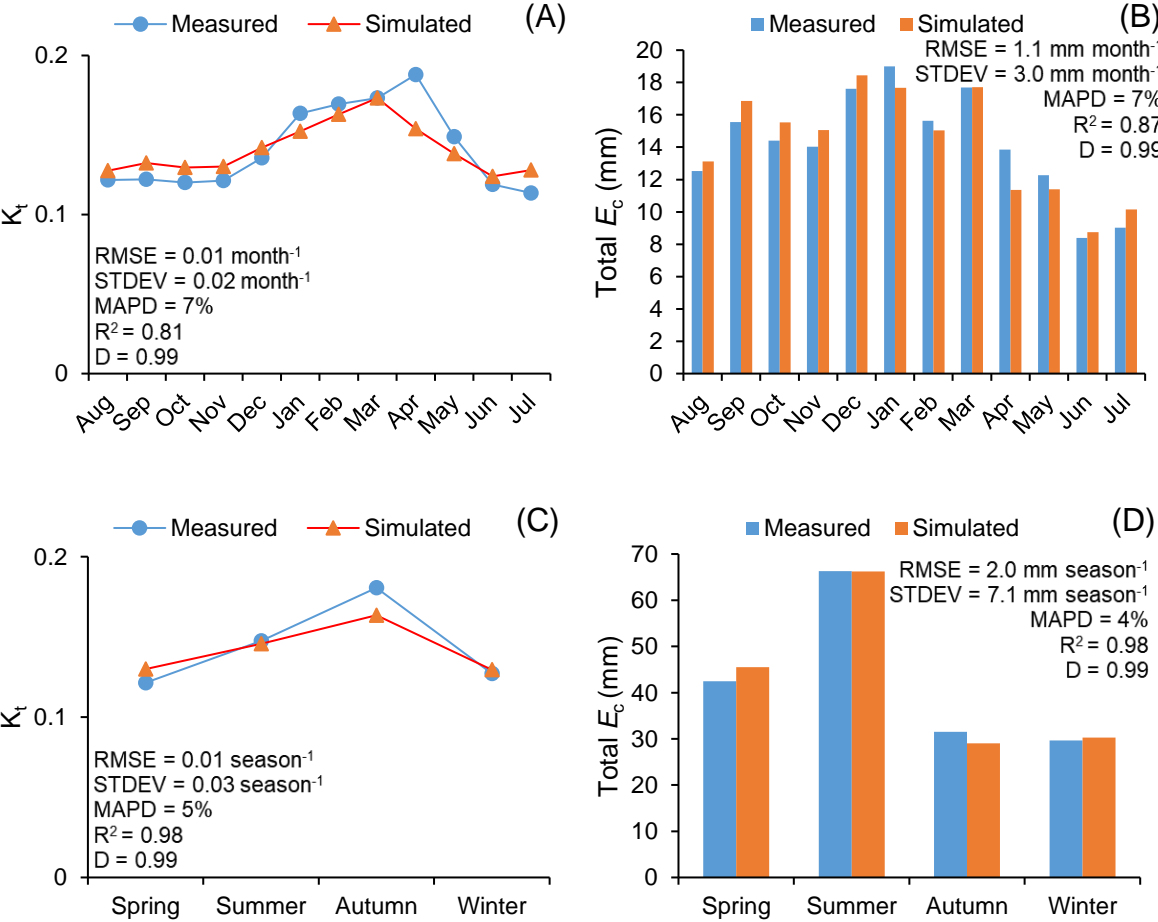 Measured Simulated (A)
0.2
0.1
0
Kt
RMSE = 0.01 month-1
STDEV = 0.02 month-1
MAPD = 7%
R2 = 0.81
D = 0.99
Aug Sep Oct Nov Dec Jan Feb Mar Apr May Jun Jul
Measured Simulated (B)
RMSE = 1.1 mm month-1
STDEV = 3.0 mm month-1
MAPD = 7%
R2 = 0.87
D = 0.99
20
18
16
14
12
10
8
6
4
2
0
Total Ec (mm)
Aug Sep Oct Nov Dec Jan Feb Mar Apr May Jun Jul
Measured Simulated (C)
0.2
0.1
0
Kt
RMSE = 0.01 season-1
STDEV = 0.03 season-1
MAPD = 5%
R2 = 0.98
D = 0.99
Spring Summer Autumn Winter
Measured Simulated (D)
RMSE = 2.0 mm season-1
STDEV = 7.1 mm season-1
MAPD = 4%
R2 = 0.98
D = 0.99
70
60
50
40
30
20
10
0
Total Ec (mm)
Spring Summer Autumn Winter